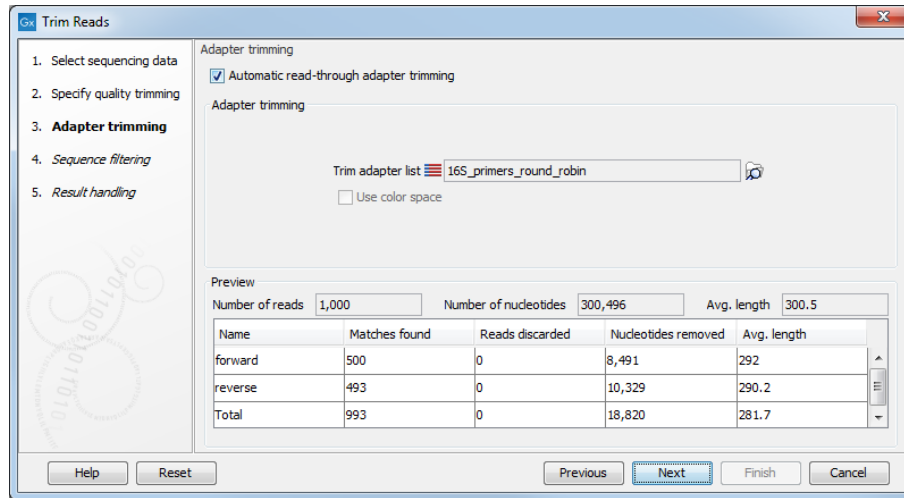 Gx Trim Reads
1. Select sequencing data
2. Specify quality trimming
3. Adapter trimming
4. Sequence filtering
5. Result handling
Adapter trimming
Automatic read-through adapter trimming
Adapter trimming
Trim adapter list 16S_primers_round_robin
Use color space
Preview
Number of reads 1,000 Number of nucleotides 300,496 Avg. length 300.5
Name Matches found Reads discarded Nucleotides removed Avg. length
forward 500 0 8,491 292
reverse 493 0 10,329 290.2
Total 993 0 18,820 281.7
Help Reset Previous Next Finish Cancel